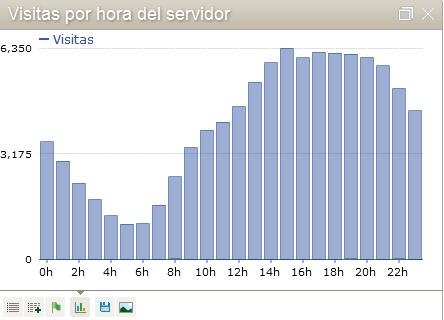 Visitas por hora del servidor
Visitas
6,350
3,175
0
0h 2h 4h 6h 8h 10h 12h 14h 16h 18h 20h 22h